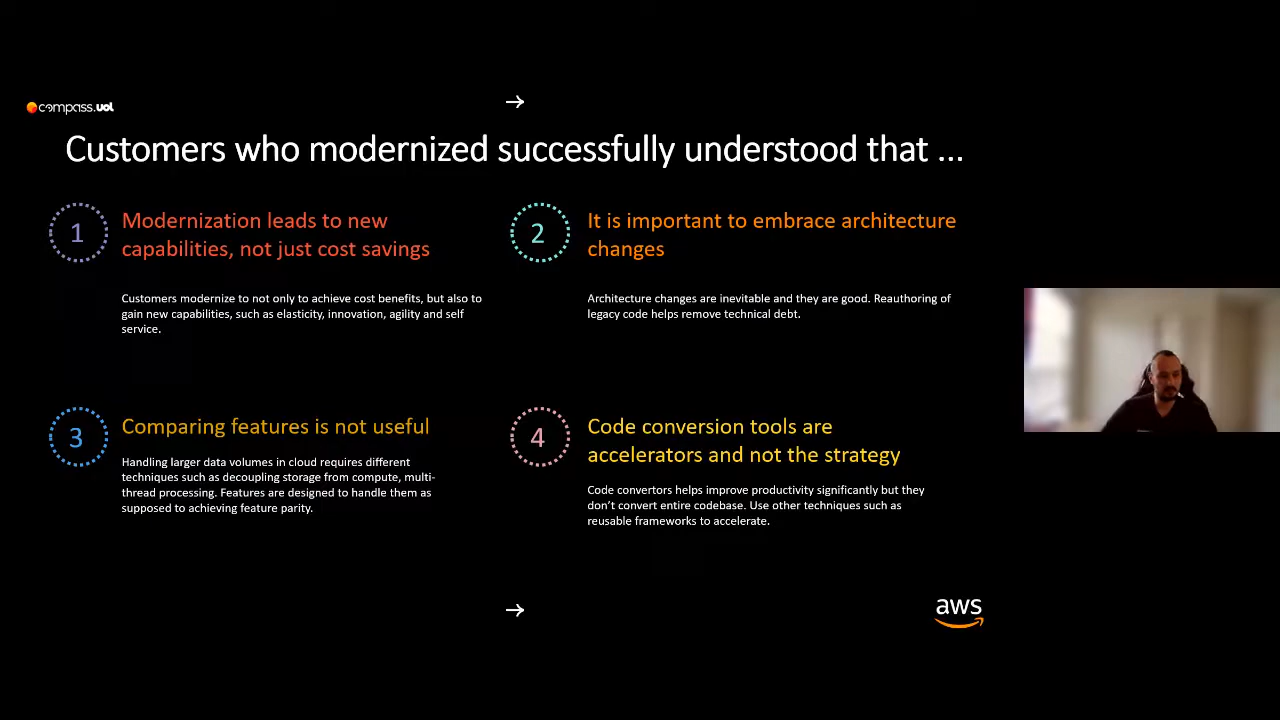 compass.uol
Customers who modernized successfully understood that ...
1
Modernization leads to new
capabilities, not just cost savings
Customers modernize to not only to achieve cost benefits, but also to
gain new capabilities, such as elasticity, innovation, agility and self
service.
2
It is important to embrace architecture
changes
Architecture changes are inevitable and they are good. Reauthoring of
legacy code helps remove technical debt.
3
Comparing features is not useful
Handling larger data volumes in cloud requires different
techniques such as decoupling storage from compute, multi-
thread processing. Features are designed to handle them as
supposed to achieving feature parity.
4
Code conversion tools are
accelerators and not the strategy
Code convertors helps improve productivity significantly but they
don't convert entire codebase. Use other techniques such as
reusable frameworks to accelerate.
aws